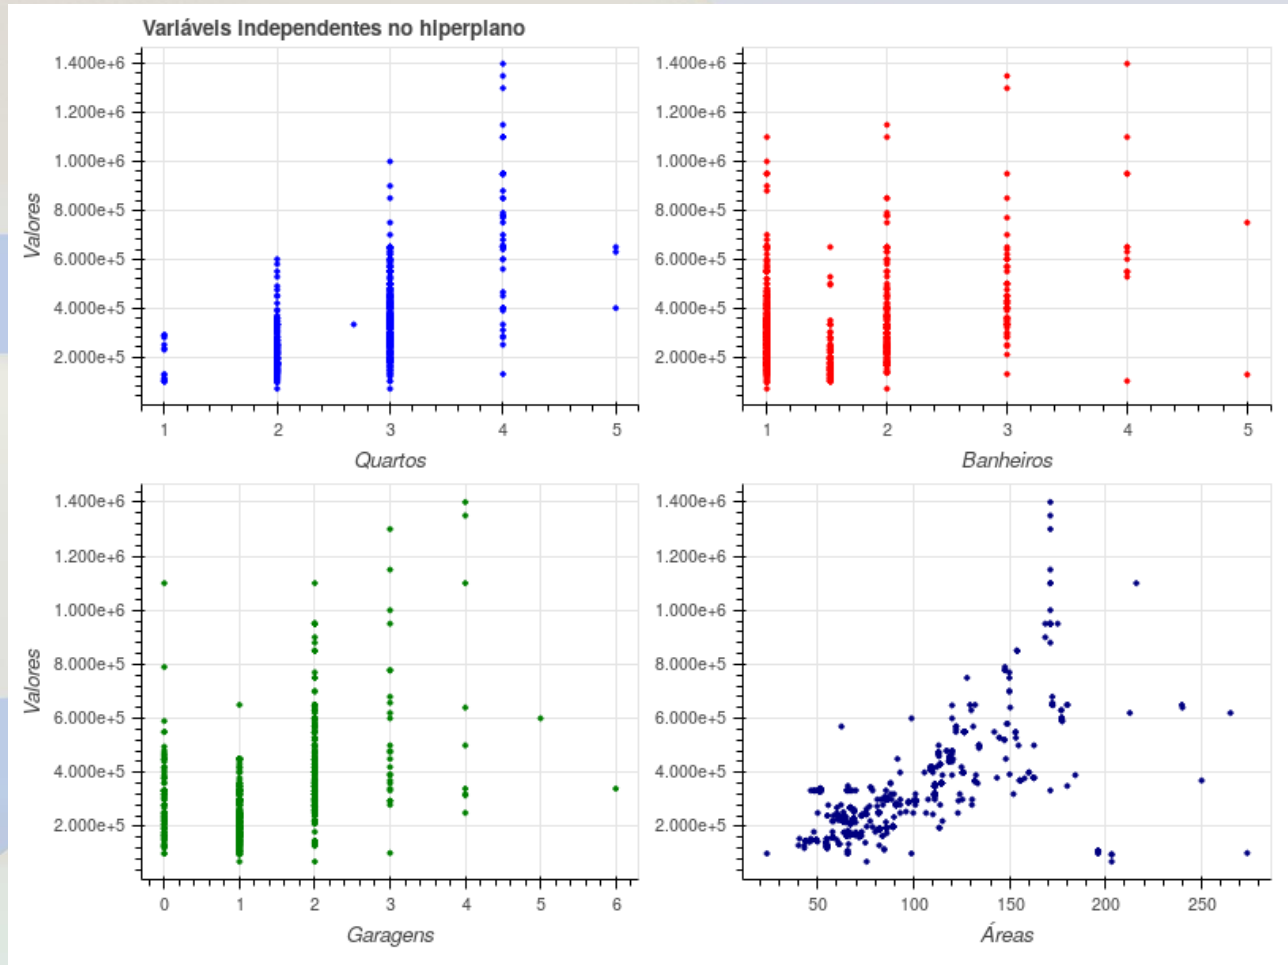 Variáveis Independentes no hiperplano
1.400e+6
1.200e+6
1.000e+6
8.000e+5
6.000e+5
4.000e+5
2.000e+5
Valores
1 2 3 4 5
Quartos
1.400e+6
1.200e+6
1.000e+6
8.000e+5
6.000e+5
4.000e+5
2.000e+5
1 2 3 4 5
Banheiros
1.400e+6
1.200e+6
1.000e+6
8.000e+5
6.000e+5
4.000e+5
2.000e+5
Valores
0 1 2 3 4 5 6
Garagens
1.400e+6
1.200e+6
1.000e+6
8.000e+5
6.000e+5
4.000e+5
2.000e+5
50 100 150 200 250
Áreas